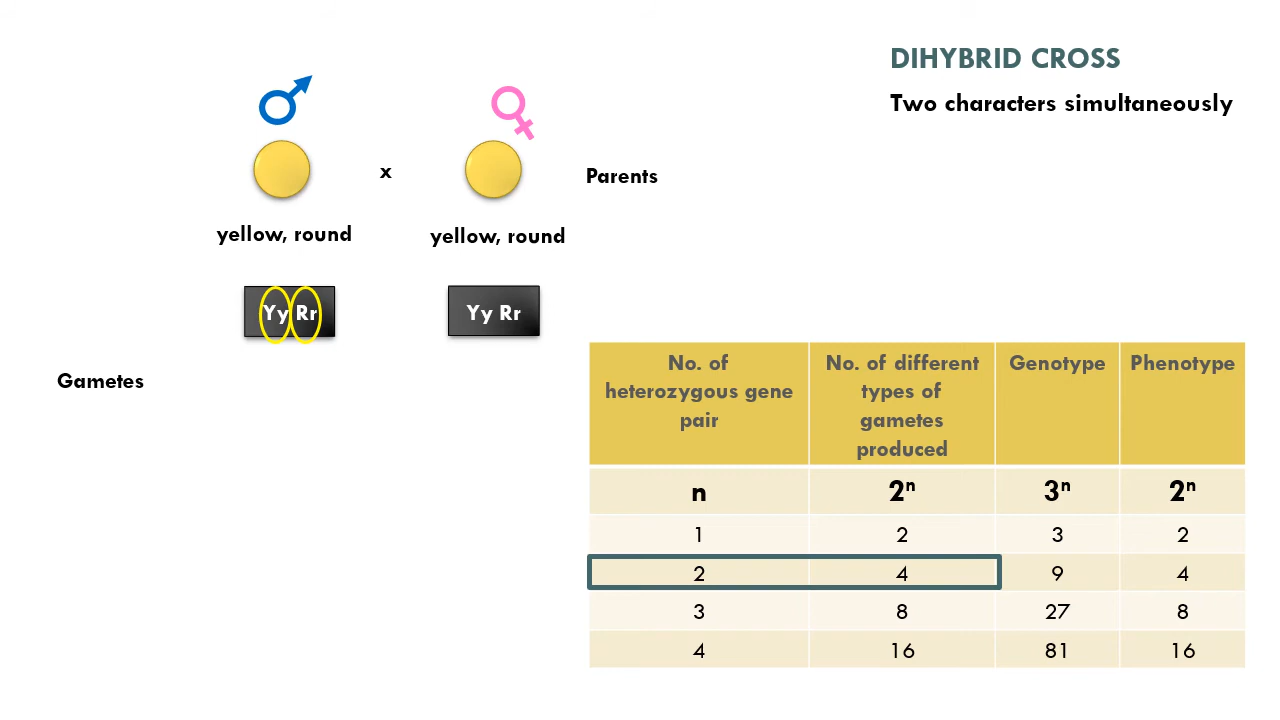 DIHYBRID CROSS
Two characters simultaneously
x
Parents
yellow, round
yellow, round
Yy Rr
Yy Rr
Gametes
No. of heterozygous gene pair
No. of different types of gametes produced
Genotype
Phenotype
n 2ⁿ 3ⁿ 2ⁿ
1 2 3 2
2 4 9 4
3 8 27 8
4 16 81 16